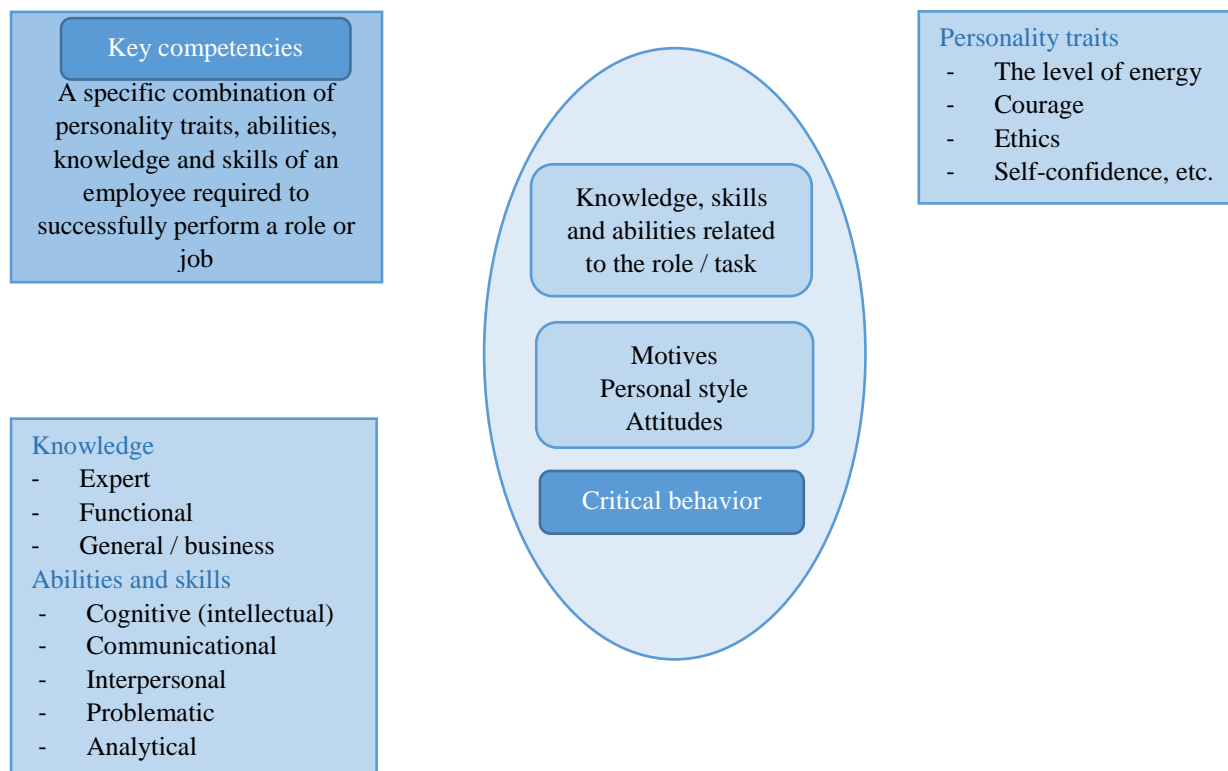 Key competencies
A specific combination of
personality traits, abilities,
knowledge and skills of an
employee required to
successfully perform a role or
job
Knowledge, skills
and abilities related
to the role / task
Motives
Personal style
Attitudes
Critical behavior
Personality traits
- The level of energy
- Courage
- Ethics
- Self-confidence, etc.
Knowledge
- Expert
- Functional
- General / business
Abilities and skills
- Cognitive (intellectual)
- Communicational
- Interpersonal
- Problematic
- Analytical